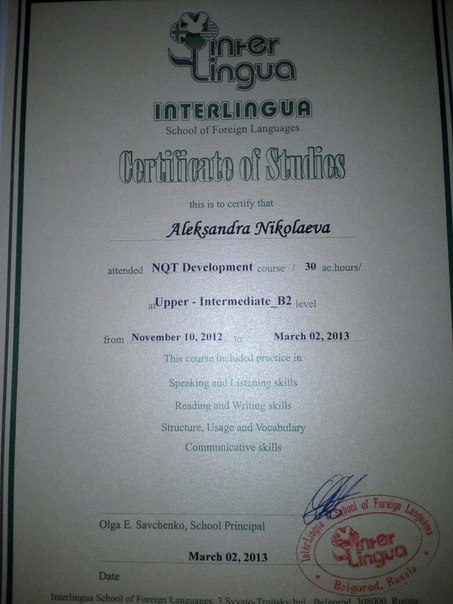 inter
Lingua
INTERLINGUA
School of Foreign Languages
Certificate of Studies
this is to certify that
Aleksandra Nikolaeva
attended NQT Development course / 30 ac.hours/
at Upper - Intermediate_B2 level
from November 10, 2012 to March 02, 2013
This course included practice in
Speaking and Listening skills
Reading and Writing skills
Structure, Usage and Vocabulary
Communicative skills
Olga E. Savchenko, School Principal
March 02, 2013
Date
InterLingua School of Foreign Languages
inter
Lingua
Belgorod, Russia
Interlingua School of Foreign Languages, 3 Svyato-Troitsky bul., Belgorod, 308000, Russia